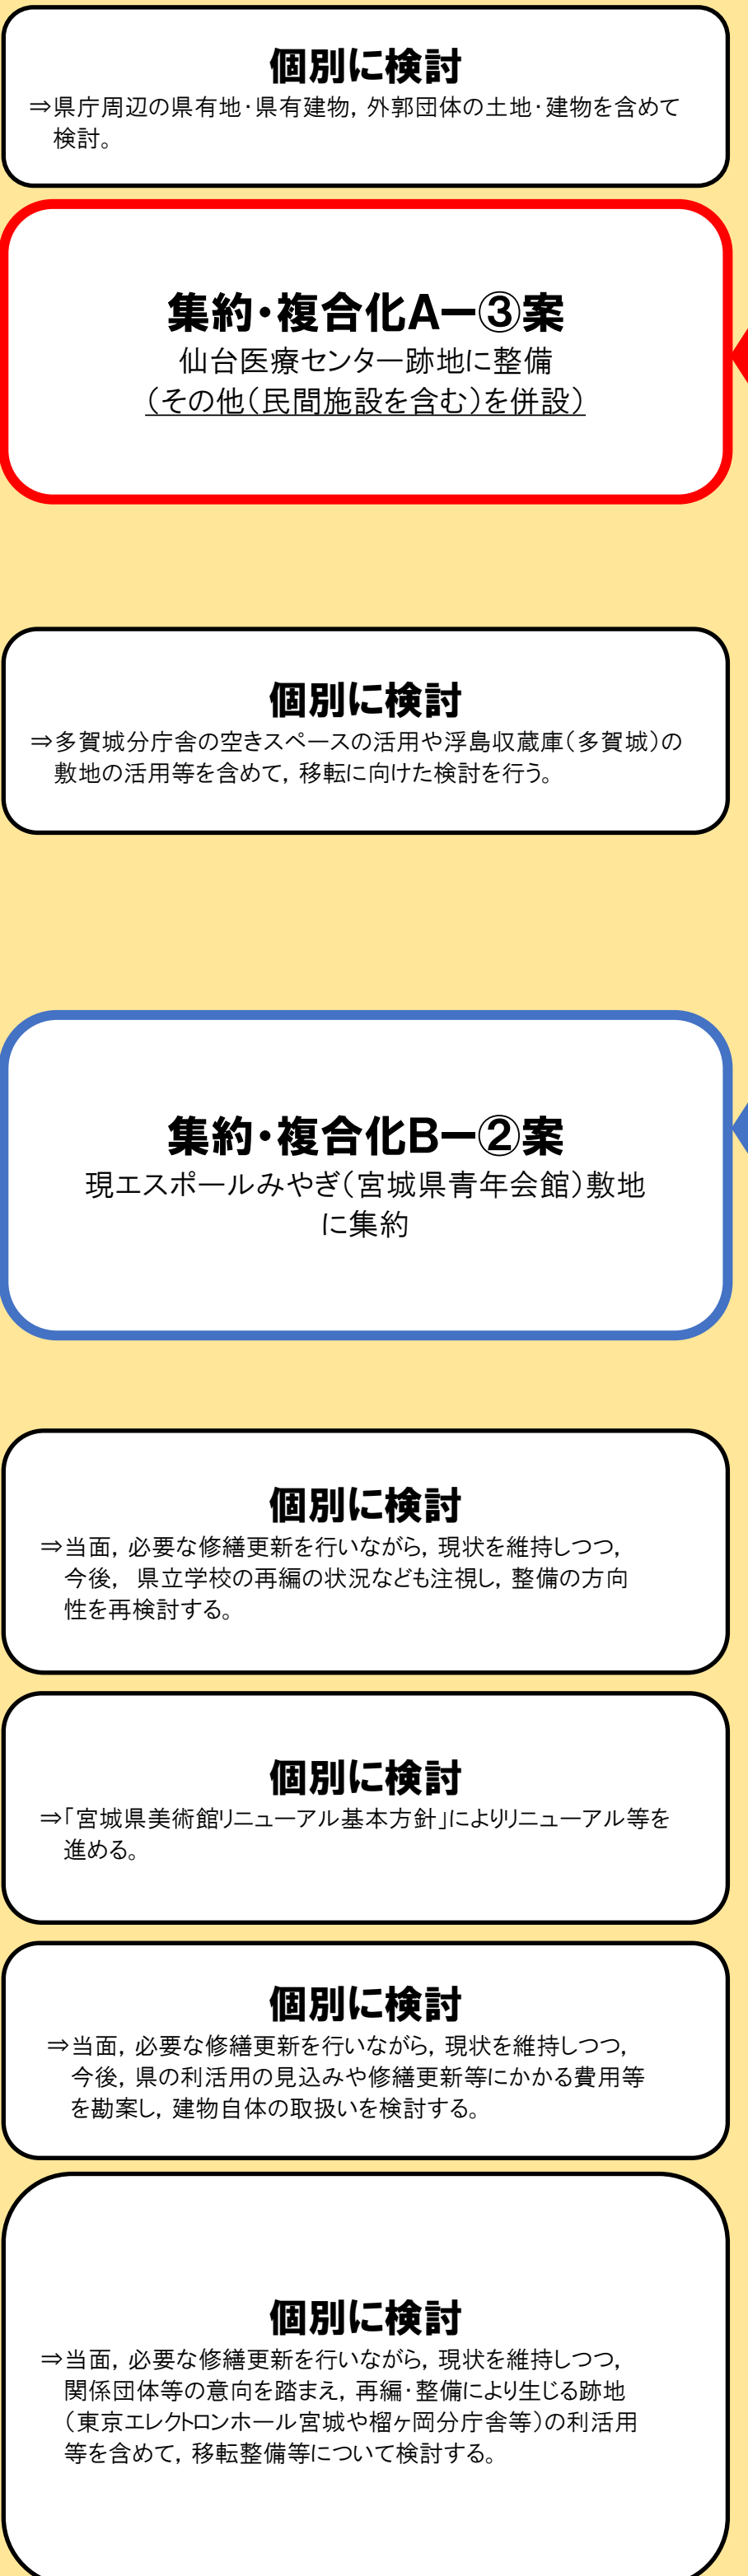 個別に検討
⇒県庁周辺の県有地・県有建物，外郭団体の土地・建物を含めて
検討。
集約・複合化Aー③案
仙台医療センター跡地に整備
（その他（民間施設を含む）を併設）
個別に検討
⇒多賀城分庁舎の空きスペースの活用や浮島収蔵庫（多賀城）の
敷地の活用等を含めて，移転に向けた検討を行う。
集約・複合化Bー②案
現エスポールみやぎ（宮城県青年会館）敷地
に集約
個別に検討
⇒当面，必要な修繕更新を行いながら，現状を維持しつつ，
今後， 県立学校の再編の状況なども注視し，整備の方向
性を再検討する。
個別に検討
⇒「宮城県美術館リニューアル基本方針」によりリニューアル等を
進める。
個別に検討
⇒当面，必要な修繕更新を行いながら，現状を維持しつつ，
今後，県の利活用の見込みや修繕更新等にかかる費用等
を勘案し，建物自体の取扱いを検討する。
個別に検討
⇒当面，必要な修繕更新を行いながら，現状を維持しつつ，
関係団体等の意向を踏まえ，再編・整備により生じる跡地
（東京エレクトロンホール宮城や榴ヶ岡分庁舎等）の利活用
等を含めて，移転整備等について検討する。